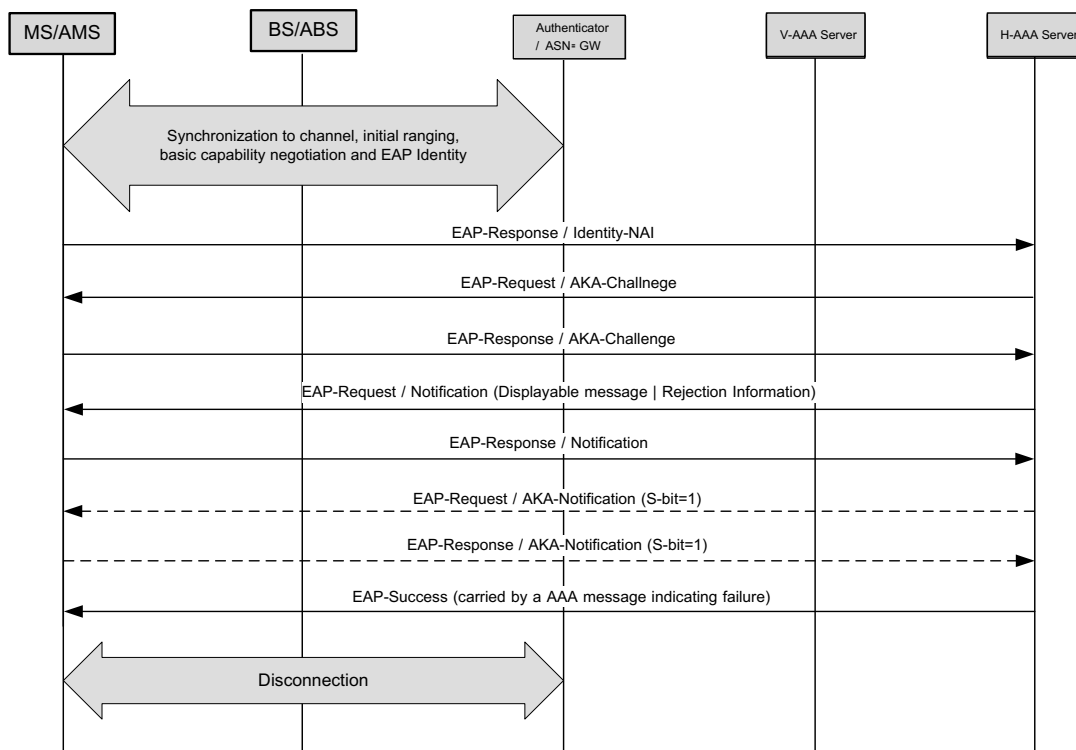 MS/AMS
BS/ABS
Authenticator
/ ASN- GW
V-AAA Server
H-AAA Server
Synchronization to channel, initial ranging,
basic capability negotiation and EAP Identity
EAP-Response / Identity-NAI
EAP-Request / AKA-Challnege
EAP-Response / AKA-Challenge
EAP-Request / Notification (Displayable message | Rejection Information)
EAP-Response / Notification
EAP-Request / AKA-Notification (S-bit=1)
EAP-Response / AKA-Notification (S-bit=1)
EAP-Success (carried by a AAA message indicating failure)
Disconnection